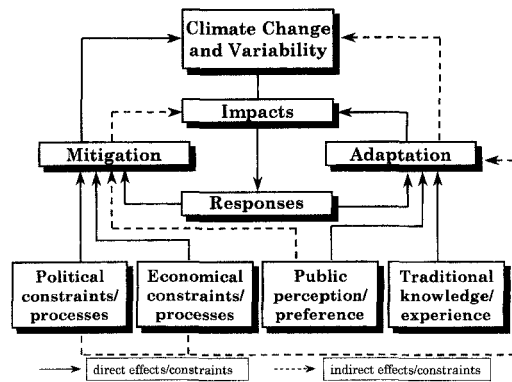 Climate Change
and Variability
Impacts
Mitigation
Adaptation
Responses
Political
constraints/
processes
Economical
constraints/
processes
Public
perception/
preference
Traditional
knowledge/
experience
direct effects/constraints
indirect effects/constraints